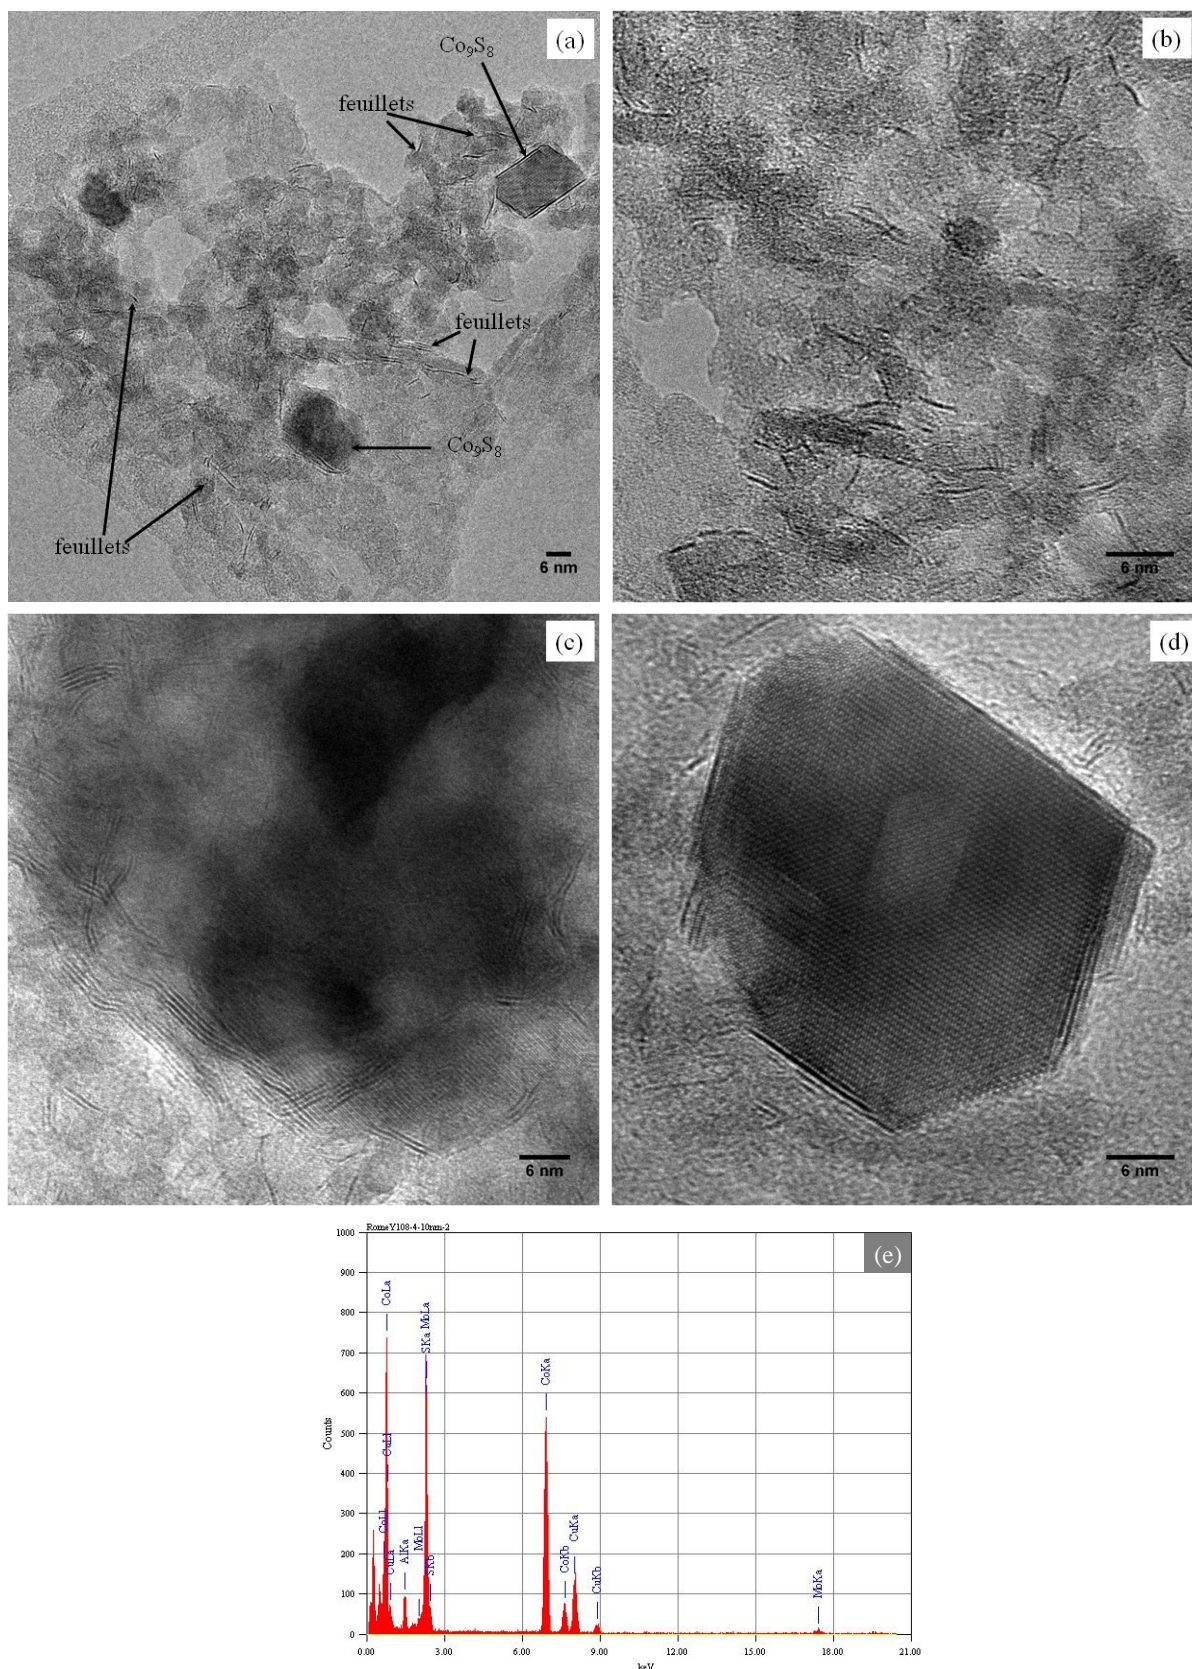 (a)
Co₉S₈
feuillets
feuillets
Co₉S₈
feuillets
6 nm
(b)
6 nm
(c)
6 nm
(d)
6 nm
RomeY108-4-10nm-2
(e)
1000
900
800
700
600
500
400
300
200
100
0
Counts
CoLl
CoLa
CuLl
CuLa
AlKa
MoLl
SKa MoLa
SKb
CoKa
CoKb
CuKa
CuKb
MoKa
0.00 3.00 6.00 9.00 12.00 15.00 18.00 21.00
keV